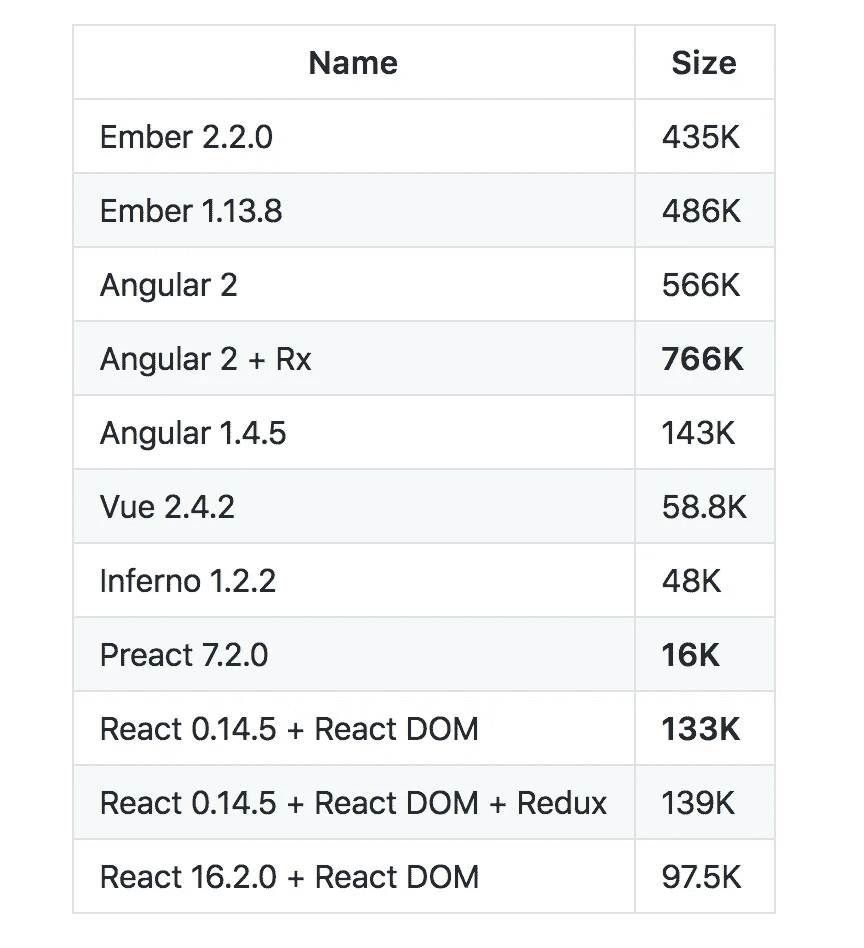 Name Size
Ember 2.2.0 435K
Ember 1.13.8 486K
Angular 2 566K
Angular 2 + Rx 766K
Angular 1.4.5 143K
Vue 2.4.2 58.8K
Inferno 1.2.2 48K
Preact 7.2.0 16K
React 0.14.5 + React DOM 133K
React 0.14.5 + React DOM + Redux 139K
React 16.2.0 + React DOM 97.5K